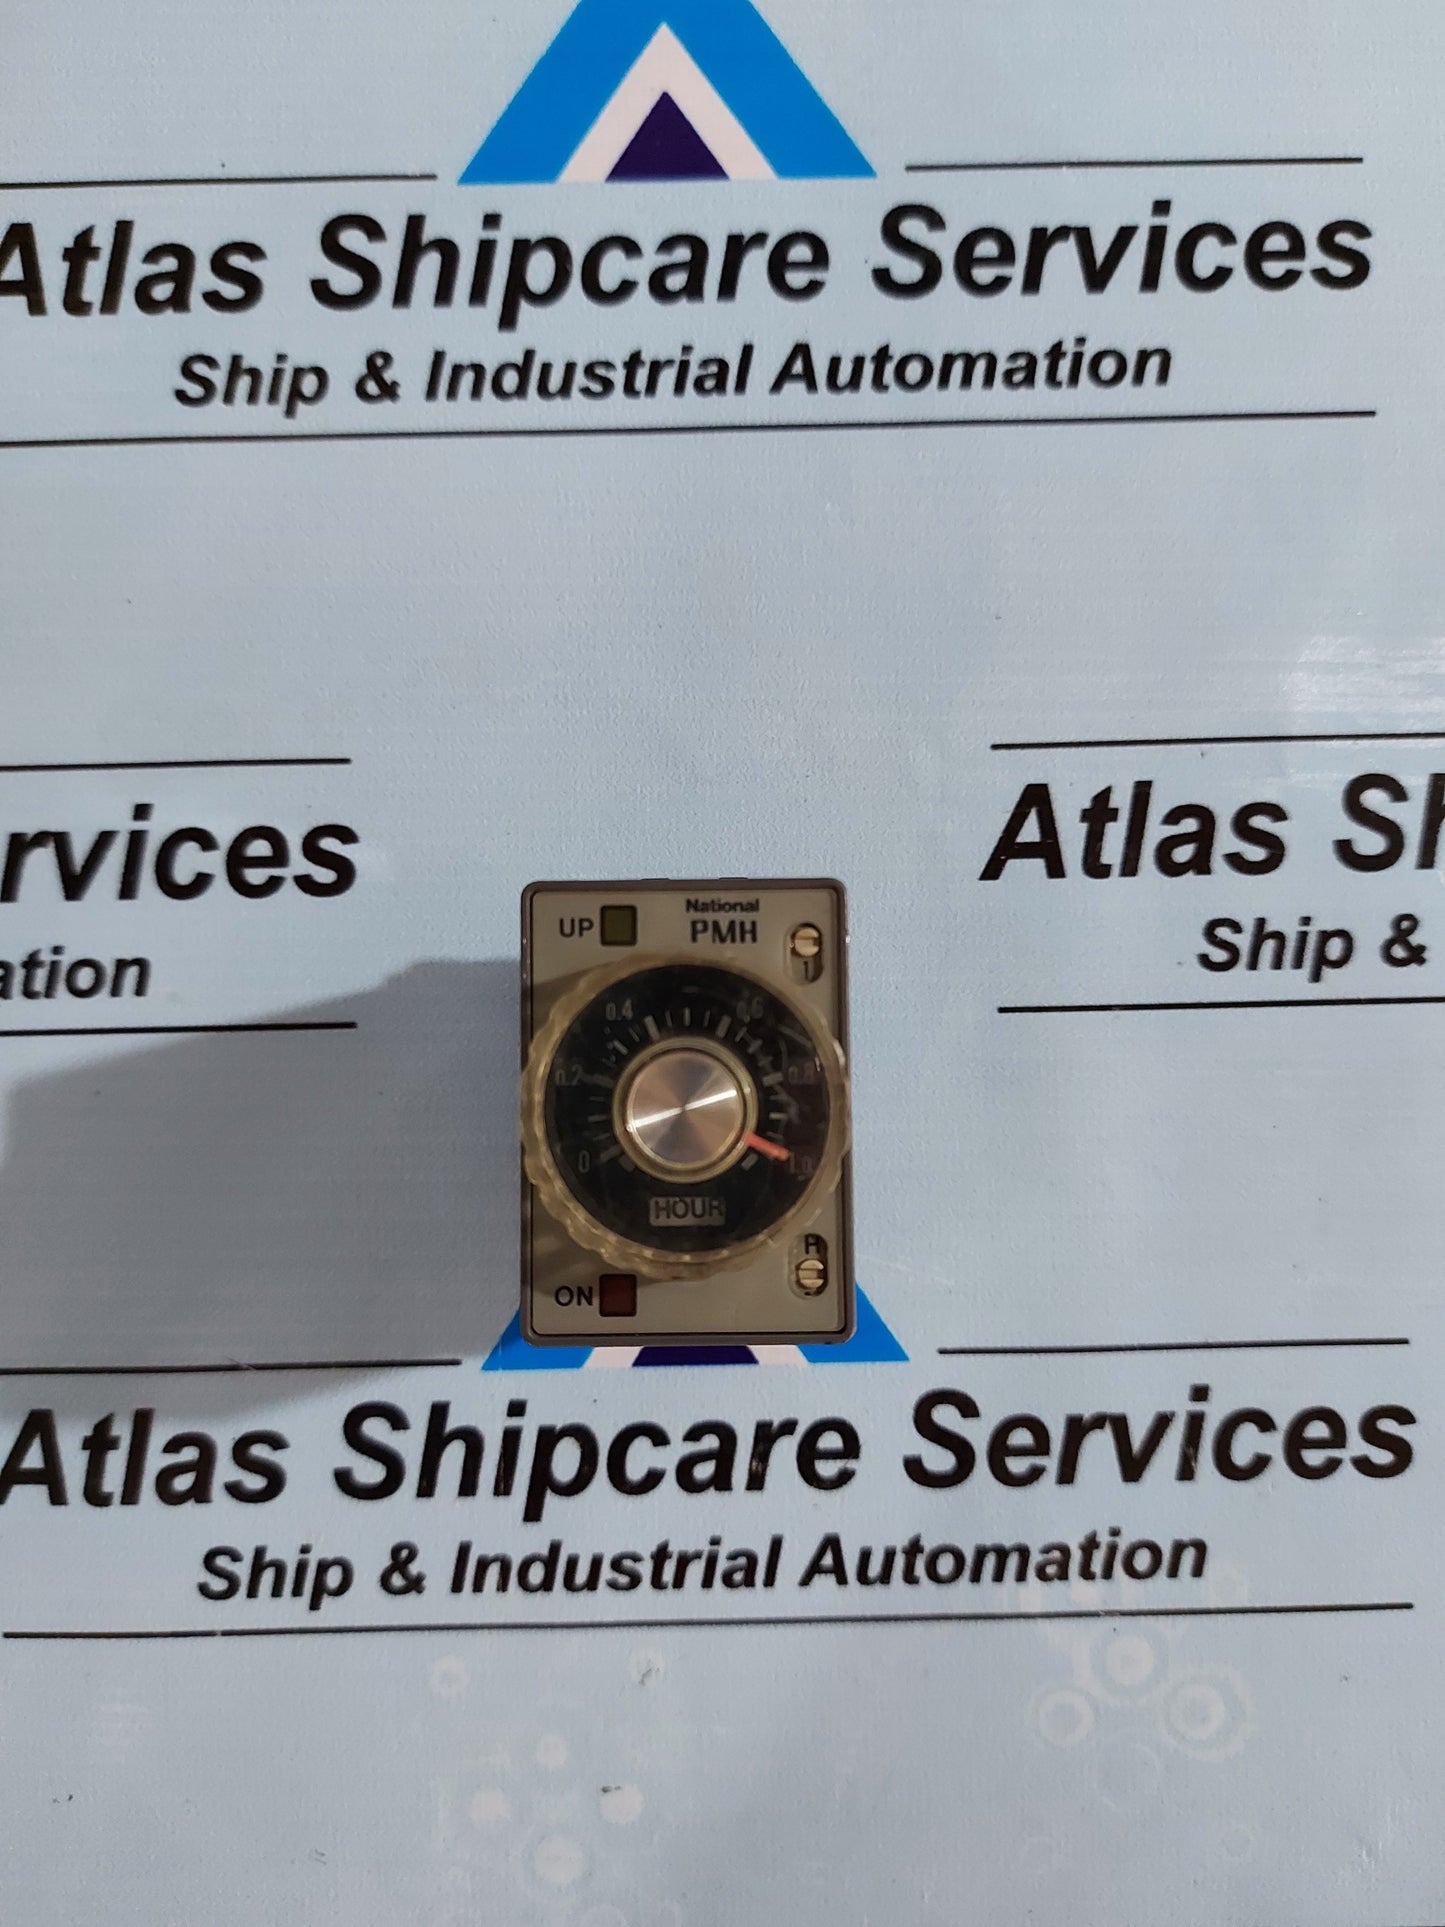 Atlas Shipcare Services
Ship & Industrial Automation
rvices
ation
Atlas Sh
Ship &
National
PMH
UP
1
0.4
0.6
0.2
0.8
0
1.0
HOUR
H
ON
Atlas Shipcare Services
Ship & Industrial Automation